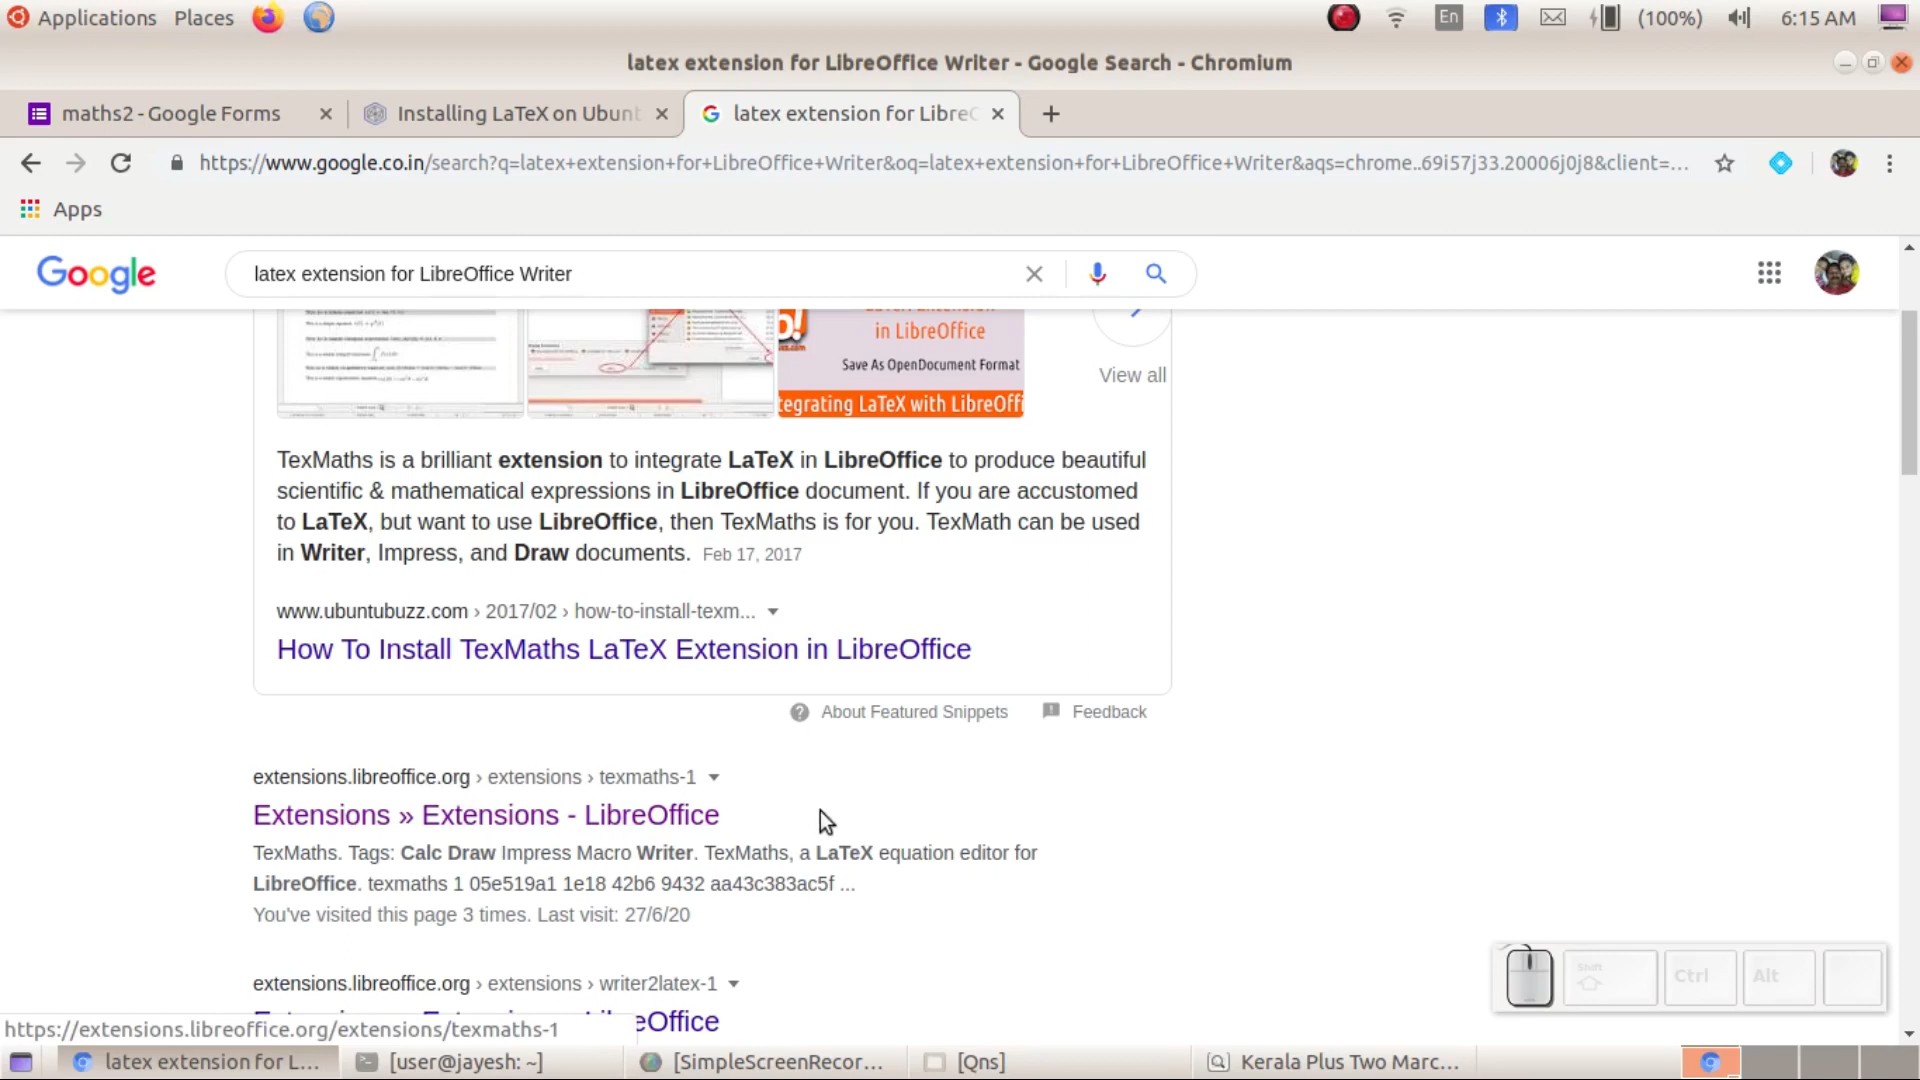 Applications Places En (100%) 6:15 AM
latex extension for LibreOffice Writer - Google Search - Chromium
maths2 - Google Forms Installing LaTeX on Ubunt latex extension for LibreO
https://www.google.co.in/search?q=latex+extension+for+LibreOffice+Writer&oq=latex+extension+for+LibreOffice+Writer&aqs=chrome..69i57j33.20006j0j8&client=...
Apps
Google latex extension for LibreOffice Writer
in LibreOffice
Save As OpenDocument Format
View all
tegrating LaTeX with LibreOffi
TexMaths is a brilliant extension to integrate LaTeX in LibreOffice to produce beautiful
scientific & mathematical expressions in LibreOffice document. If you are accustomed
to LaTeX, but want to use LibreOffice, then TexMaths is for you. TexMath can be used
in Writer, Impress, and Draw documents. Feb 17, 2017
www.ubuntubuzz.com › 2017/02 › how-to-install-texm...
How To Install TexMaths LaTeX Extension in LibreOffice
About Featured Snippets Feedback
extensions.libreoffice.org › extensions › texmaths-1
Extensions » Extensions - LibreOffice
TexMaths. Tags: Calc Draw Impress Macro Writer. TexMaths, a LaTeX equation editor for
LibreOffice. texmaths 1 05e519a1 1e18 42b6 9432 aa43c383ac5f ...
You've visited this page 3 times. Last visit: 27/6/20
Shift Ctrl Alt
extensions.libreoffice.org › extensions › writer2latex-1
eOffice
https://extensions.libreoffice.org/extensions/texmaths-1
latex extension for L... [user@jayesh: ~] [SimpleScreenRecor... [Qns] Kerala Plus Two Marc...